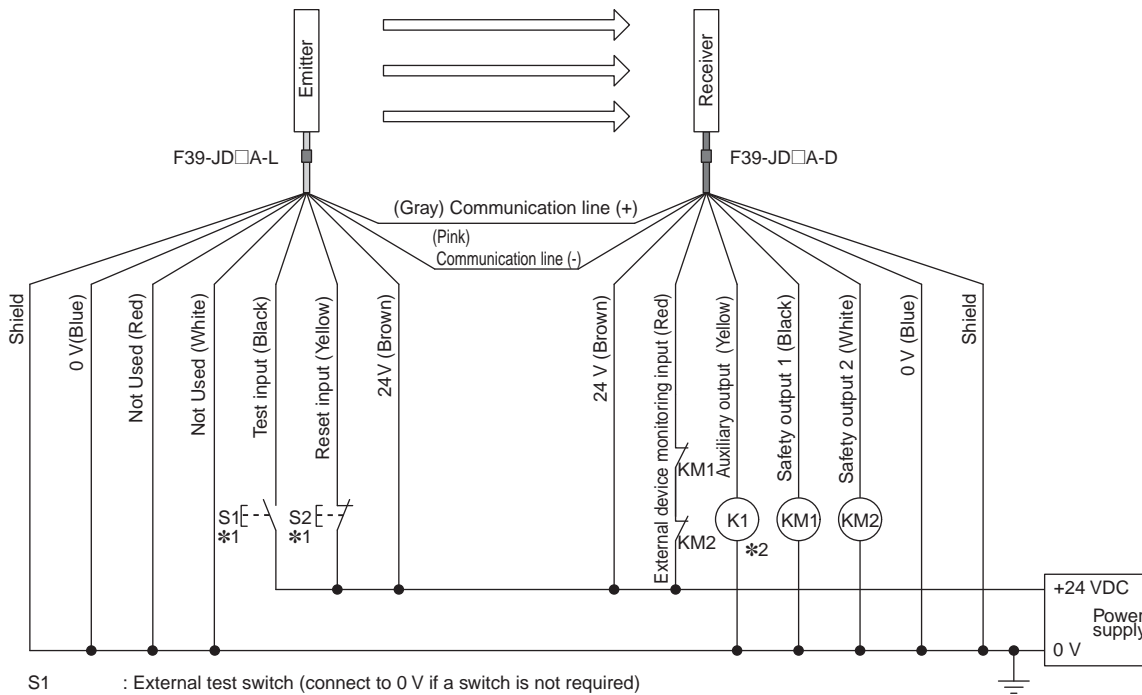 Emitter
Receiver
F39-JD□A-L
F39-JD□A-D
(Gray) Communication line (+)
(Pink)
Communication line (-)
Shield
0 V(Blue)
Not Used (Red)
Not Used (White)
Test input (Black)
Reset input (Yellow)
24V (Brown)
24 V (Brown)
External device monitoring input (Red)
Auxiliary output (Yellow)
Safety output 1 (Black)
Safety output 2 (White)
0 V (Blue)
Shield
KM1
S1
✱1
S2
✱1
K1
✱2
KM1
KM2
KM2
+24 VDC
Power
supply
0 V
S1 : External test switch (connect to 0 V if a switch is not required)